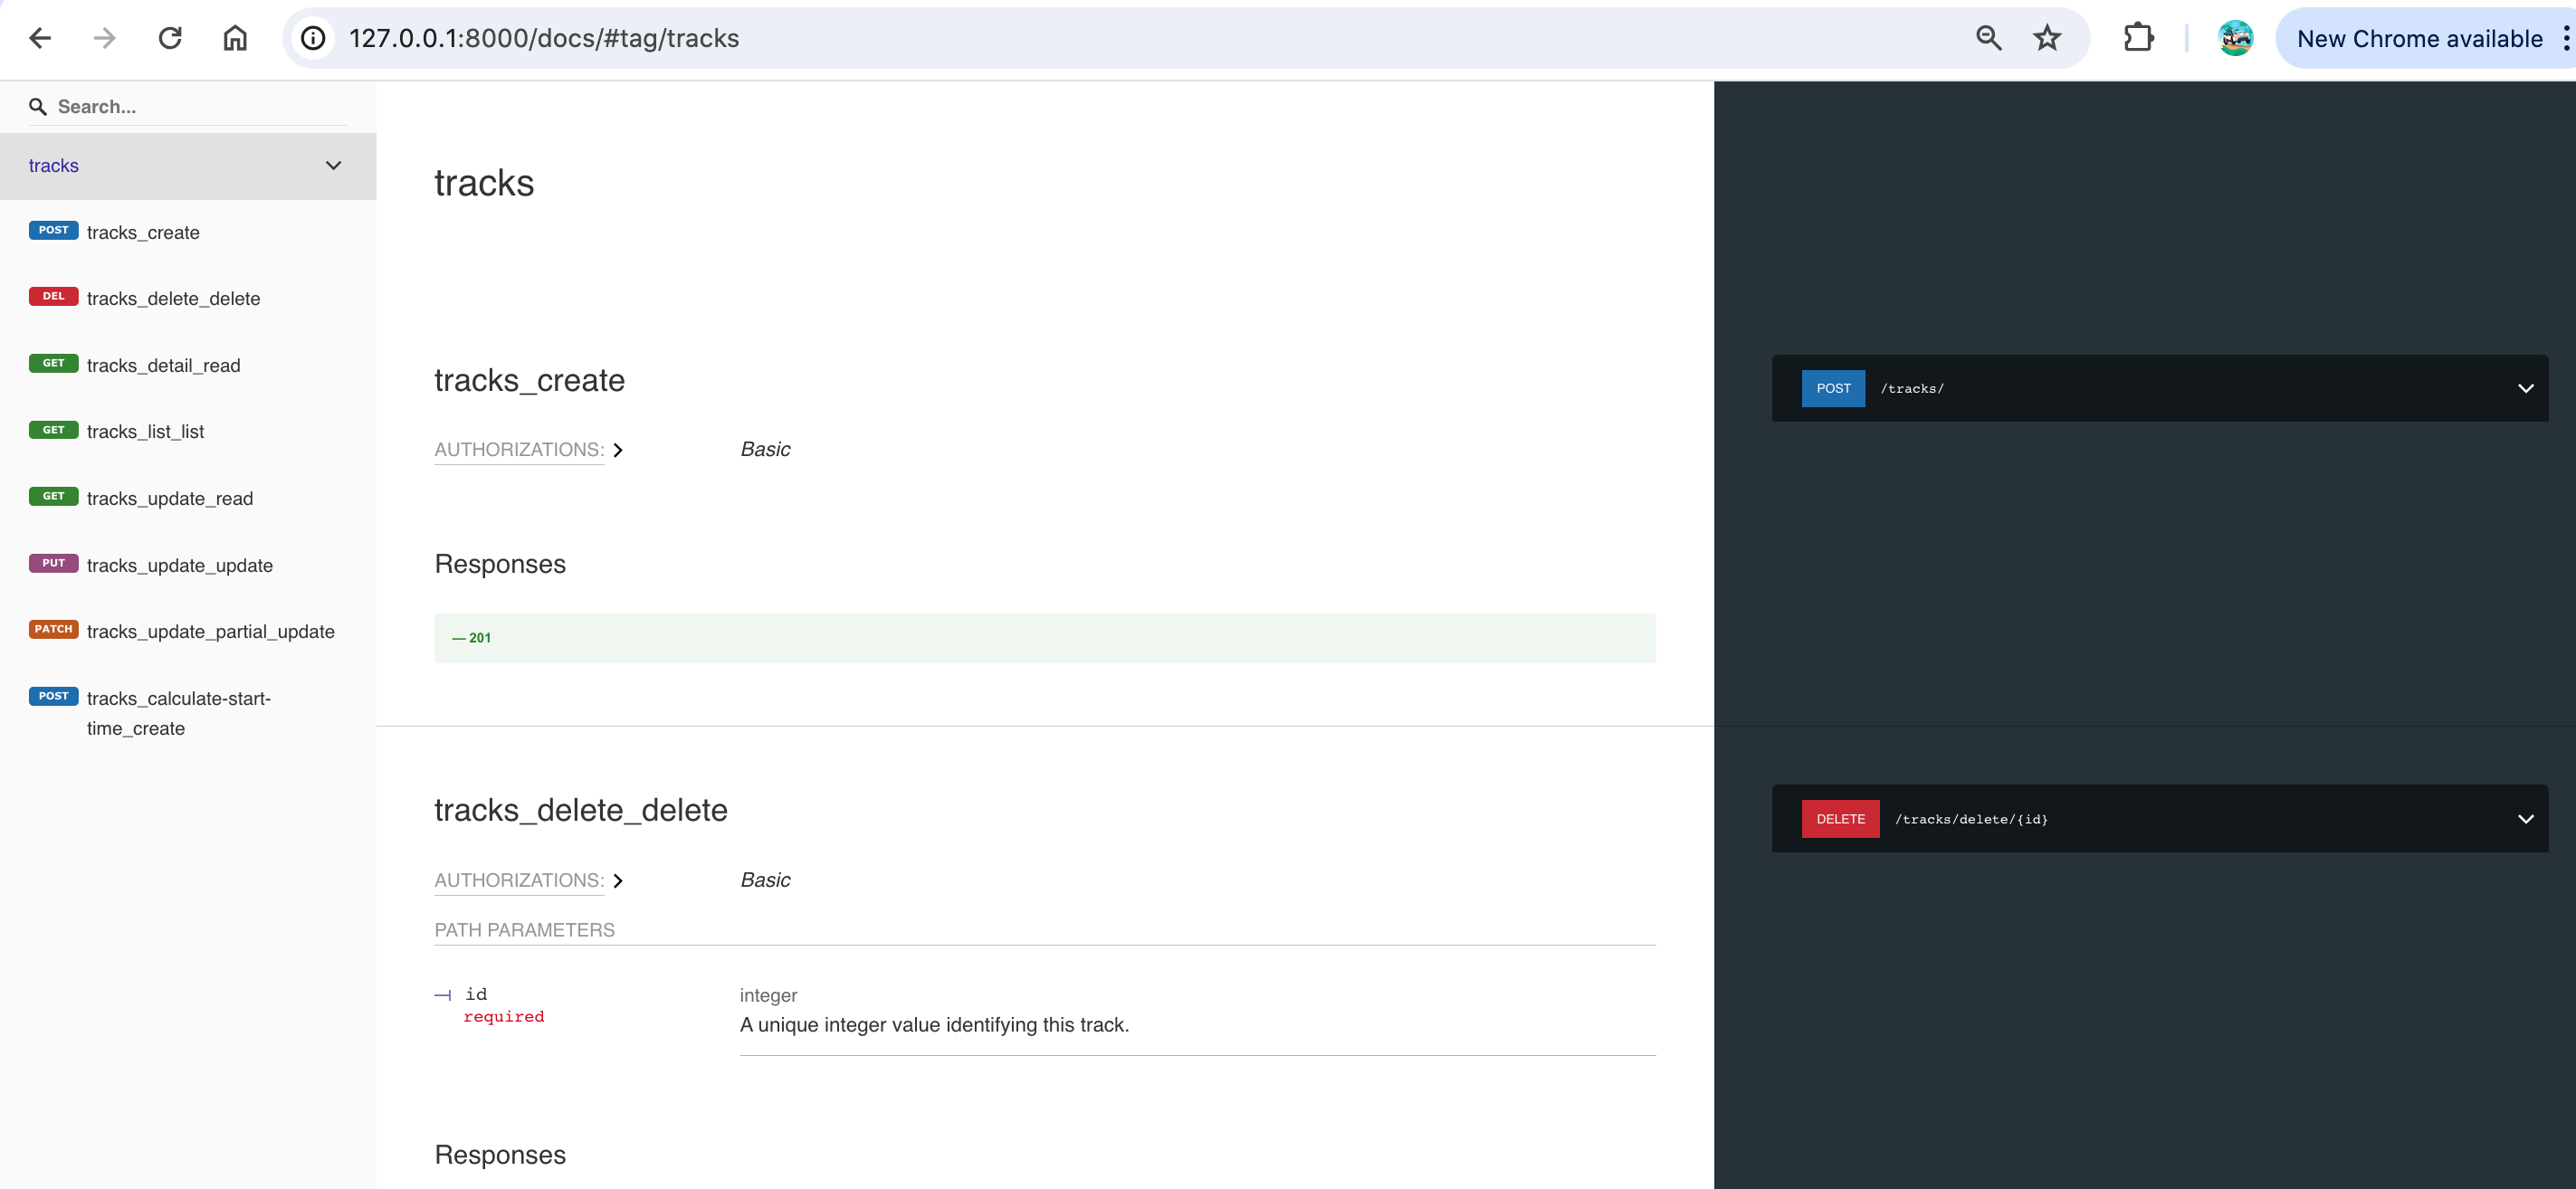 127.0.0.1:8000/docs/#tag/tracks
New Chrome available
Search...
tracks
POST tracks_create
DEL tracks_delete_delete
GET tracks_detail_read
GET tracks_list_list
GET tracks_update_read
PUT tracks_update_update
PATCH tracks_update_partial_update
POST tracks_calculate-start-
time_create
tracks
tracks_create
AUTHORIZATIONS: Basic
Responses
— 201
POST /tracks/
tracks_delete_delete
AUTHORIZATIONS: Basic
PATH PARAMETERS
id
required
integer
A unique integer value identifying this track.
Responses
DELETE /tracks/delete/{id}